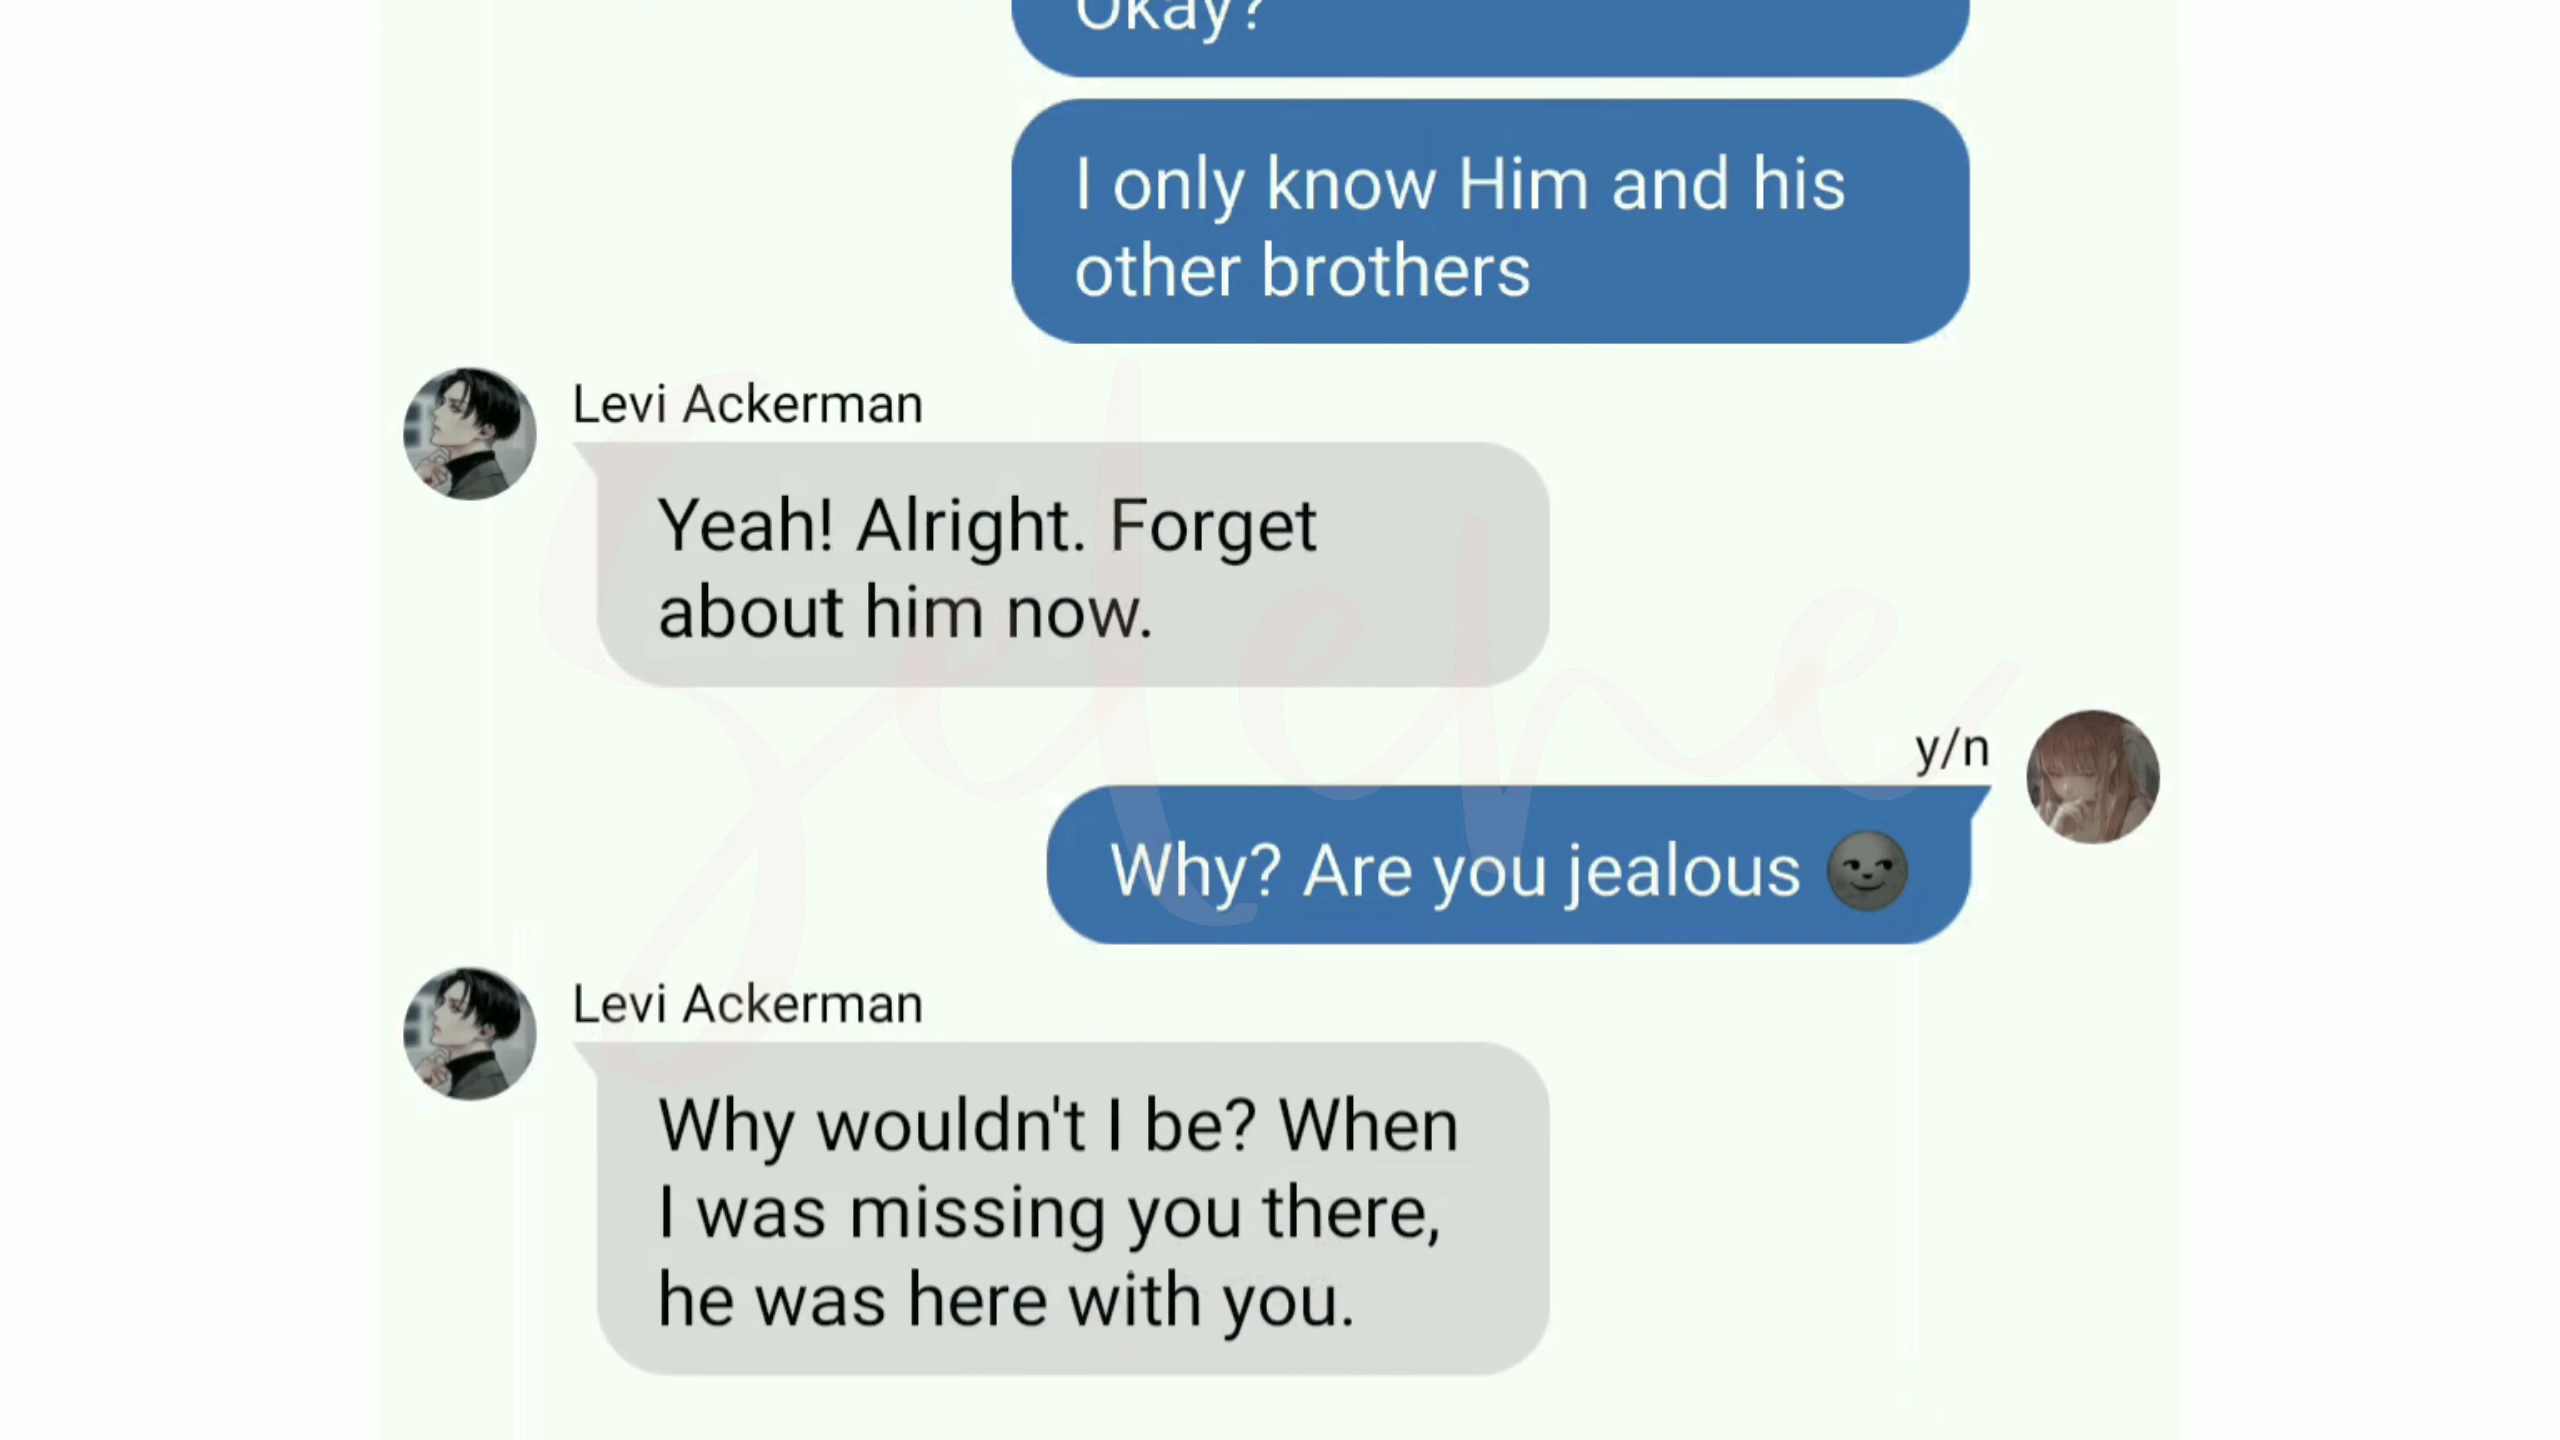 Okay?
I only know Him and his
other brothers
Levi Ackerman
Yeah! Alright. Forget
about him now.
y/n
Why? Are you jealous 🌚
Levi Ackerman
Why wouldn't I be? When
I was missing you there,
he was here with you.
Selene